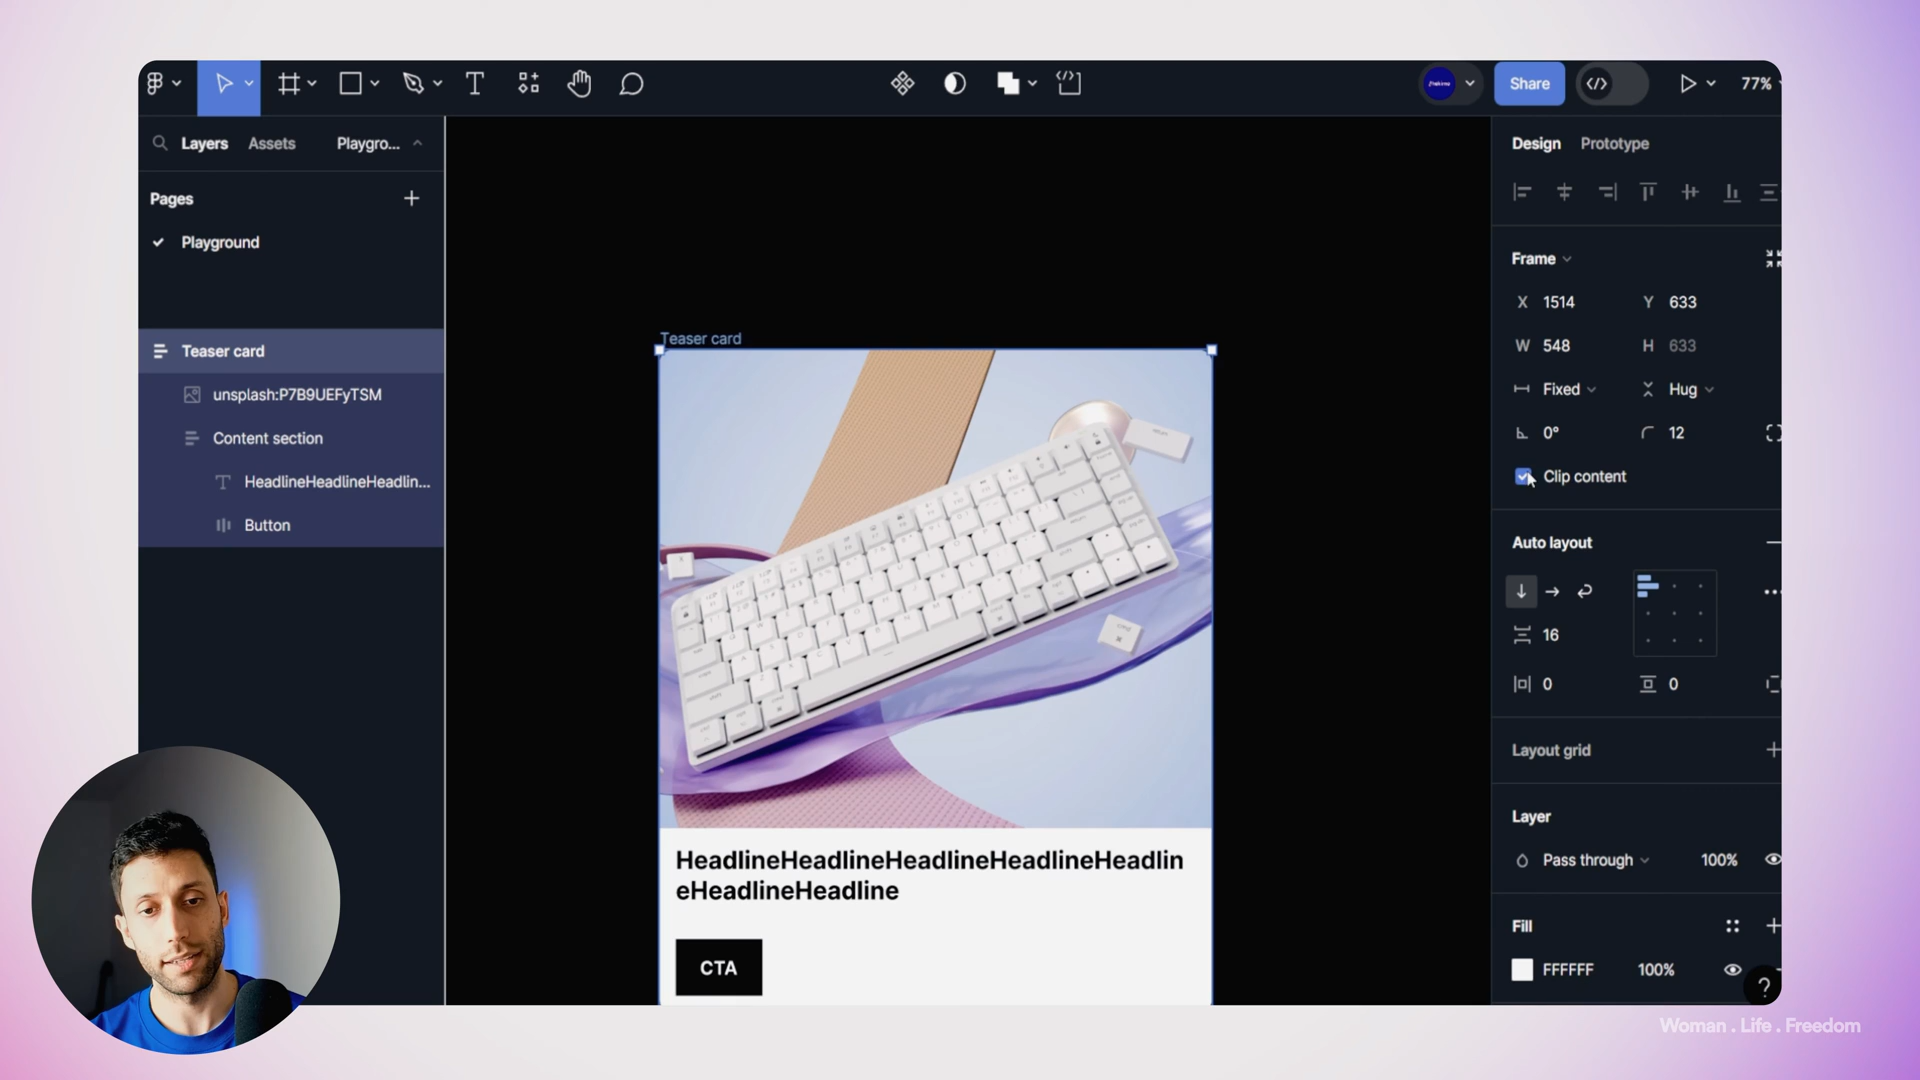 Share
77%
Layers
Assets
Playgro...
Pages
Playground
Teaser card
unsplash:P7B9UEFyTSM
Content section
HeadlineHeadlineHeadlin...
Button
Teaser card
HeadlineHeadlineHeadlineHeadlineHeadlin
eHeadlineHeadline
CTA
Design
Prototype
Frame
X 1514 Y 633
W 548 H 633
Fixed Hug
0° 12
Clip content
Auto layout
16
0 0
Layout grid
Layer
Pass through 100%
Fill
FFFFFF 100%
?
Woman . Life . Freedom